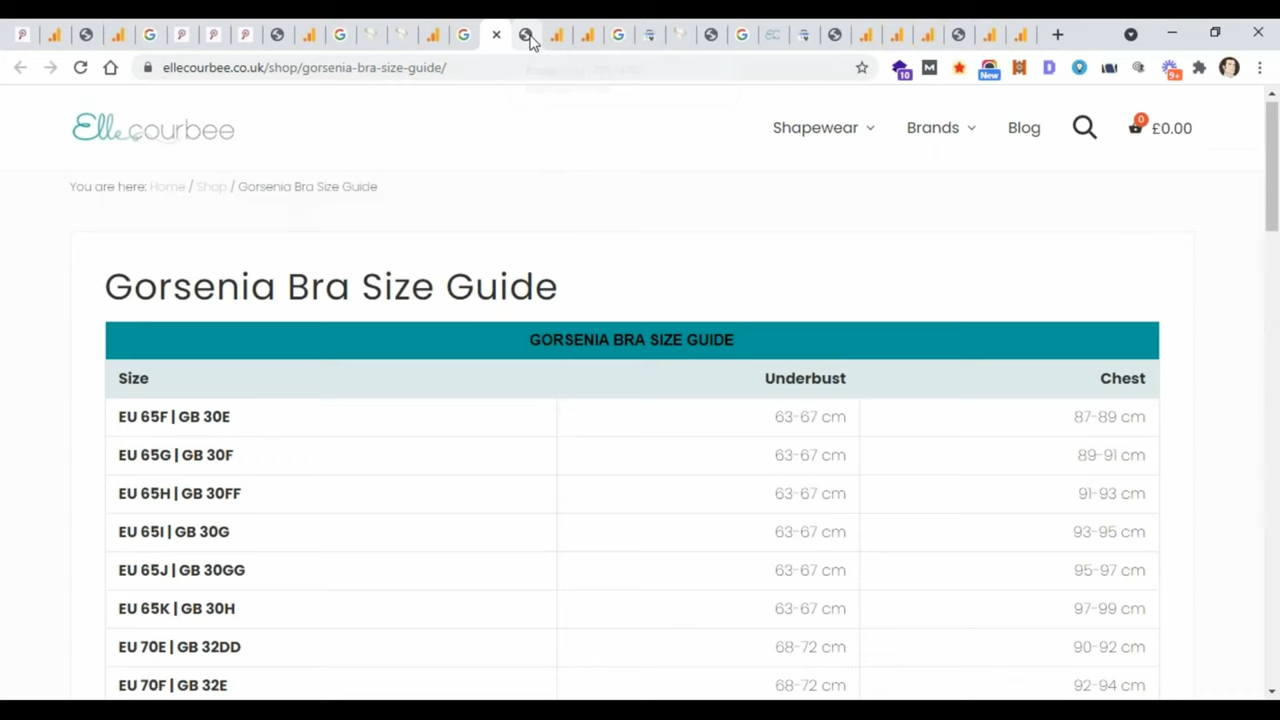 ellecourbee.co.uk/shop/gorsenia-bra-size-guide/
10
M
New
D
9+
Ellecourbee
Shapewear
Brands
Blog
0
£0.00
You are here: Home / Shop / Gorsenia Bra Size Guide
Gorsenia Bra Size Guide
GORSENIA BRA SIZE GUIDE
Size Underbust Chest
EU 65F | GB 30E 63-67 cm 87-89 cm
EU 65G | GB 30F 63-67 cm 89-91 cm
EU 65H | GB 30FF 63-67 cm 91-93 cm
EU 65I | GB 30G 63-67 cm 93-95 cm
EU 65J | GB 30GG 63-67 cm 95-97 cm
EU 65K | GB 30H 63-67 cm 97-99 cm
EU 70E | GB 32DD 68-72 cm 90-92 cm
EU 70F | GB 32E 68-72 cm 92-94 cm